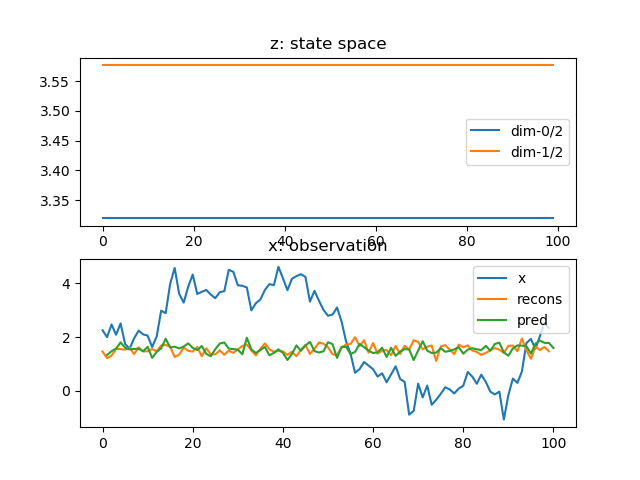 z: state space
3.55
3.50
3.45
3.40
3.35
dim-0/2
dim-1/2
0 20 40 60 80 100
x: observation
4
2
0
x
recons
pred
0 20 40 60 80 100